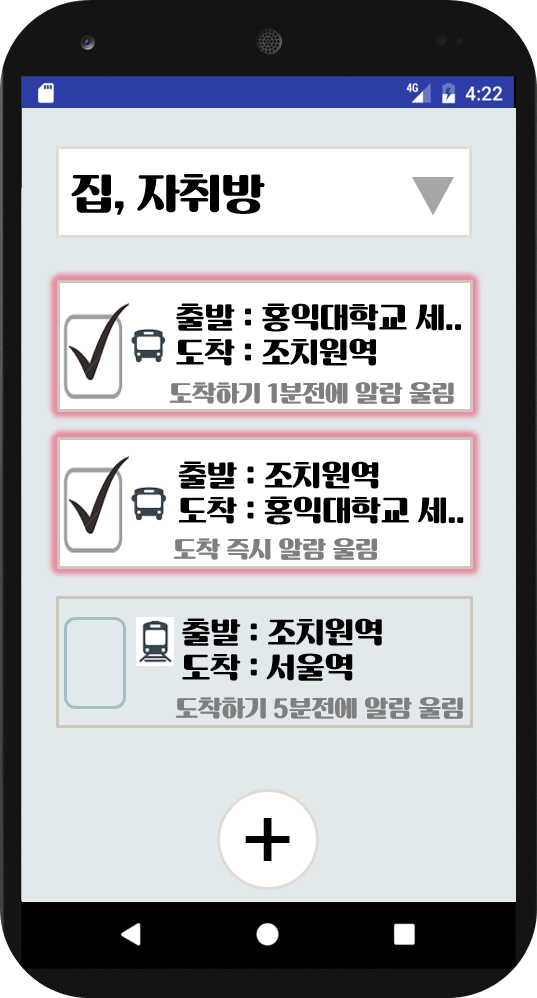 4G 4:22
집, 자취방
출발 : 홍익대학교 세..
도착 : 조치원역
도착하기 1분전에 알람 울림
출발 : 조치원역
도착 : 홍익대학교 세..
도착 즉시 알람 울림
출발 : 조치원역
도착 : 서울역
도착하기 5분전에 알람 울림
+